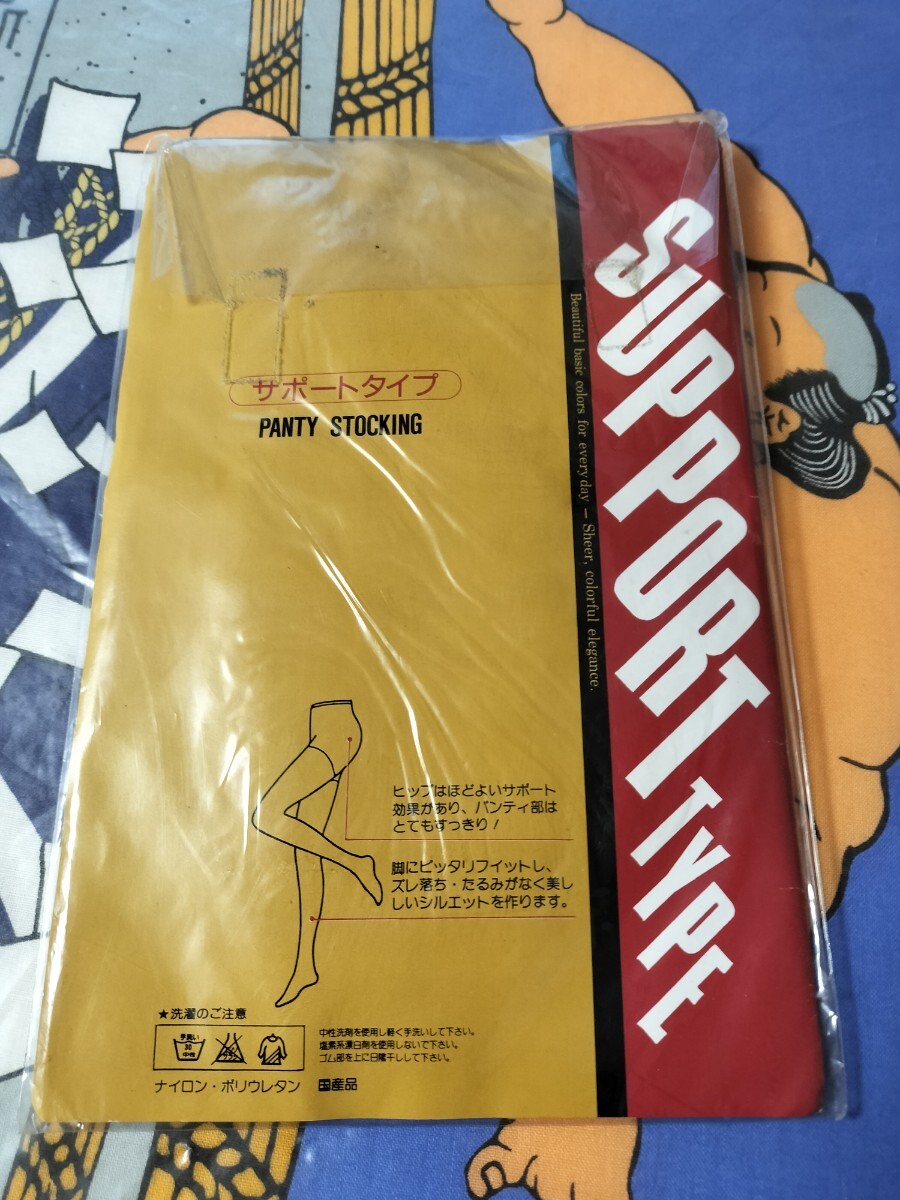 サポートタイプ
PANTY STOCKING
SUPPORT TYPE
Beautiful basic colors for everyday – Sheer, colorful elegance.
ヒップはほどよいサポート
効果があり、パンティ部は
とてもすっきり！
脚にピッタリフィットし、
ズレ落ち・たるみがなく美し
しいシルエットを作ります。
★洗濯のご注意
手洗い
30
中性
中性洗剤を使用し軽く手洗いして下さい。
塩素系漂白剤を使用しないで下さい。
ゴム部を上に日陰干しして下さい。
ナイロン・ポリウレタン 国産品